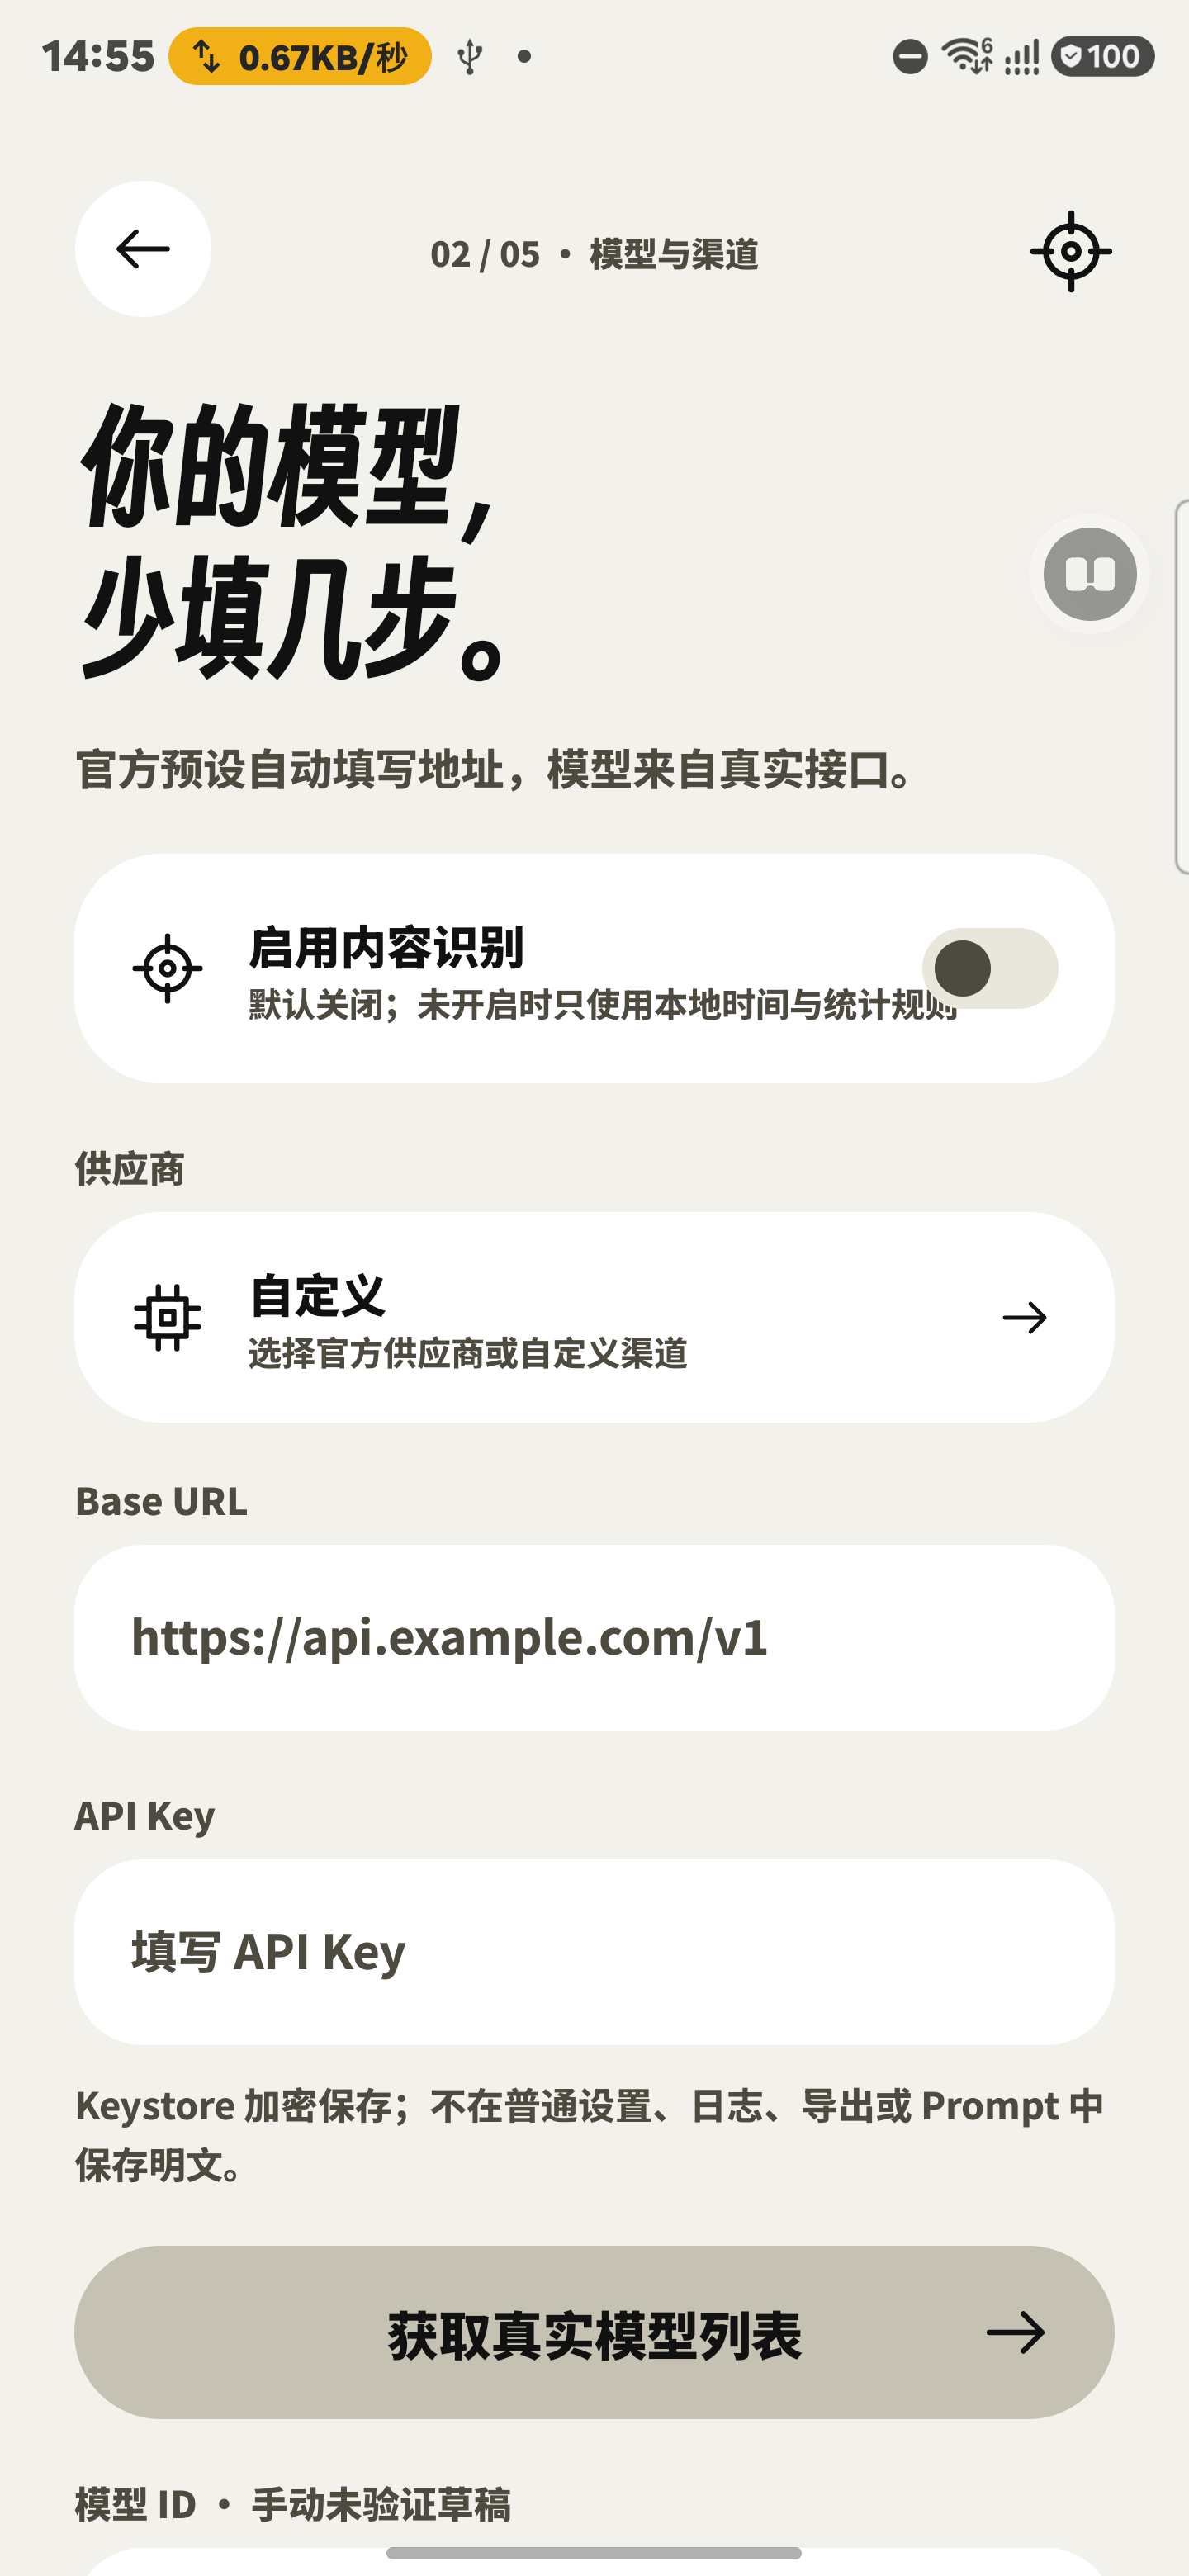 14:55
0.67KB/秒
6
100
02 / 05 · 模型与渠道
你的模型，
少填几步。
官方预设自动填写地址，模型来自真实接口。
启用内容识别
默认关闭；未开启时只使用本地时间与统计规则
供应商
自定义
选择官方供应商或自定义渠道
Base URL
https://api.example.com/v1
API Key
填写 API Key
Keystore 加密保存；不在普通设置、日志、导出或 Prompt 中
保存明文。
获取真实模型列表
模型 ID · 手动未验证草稿